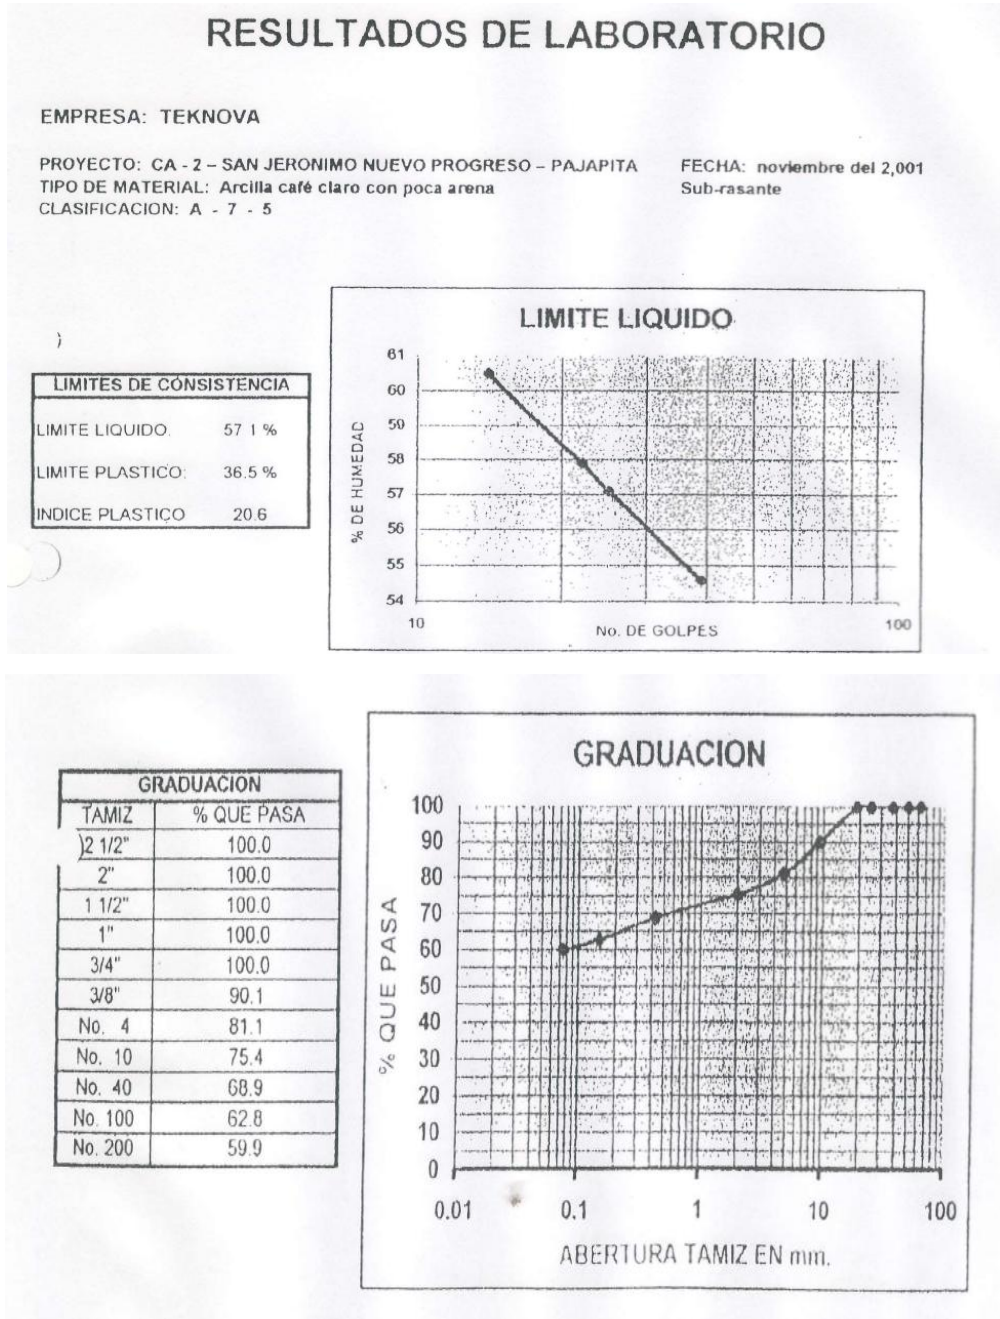 RESULTADOS DE LABORATORIO
EMPRESA: TEKNOVA
PROYECTO: CA - 2 – SAN JERONIMO NUEVO PROGRESO – PAJAPITA FECHA: noviembre del 2,001
TIPO DE MATERIAL: Arcilla café claro con poca arena Sub-rasante
CLASIFICACION: A - 7 - 5
LIMITES DE CONSISTENCIA
LIMITE LIQUIDO: 57.1 %
LIMITE PLASTICO: 36.5 %
INDICE PLASTICO 20.6
LIMITE LIQUIDO
% DE HUMEDAD
61
60
59
58
57
56
55
54
10 100
No. DE GOLPES
GRADUACION
TAMIZ % QUE PASA
2 1/2" 100.0
2" 100.0
1 1/2" 100.0
1" 100.0
3/4" 100.0
3/8" 90.1
No. 4 81.1
No. 10 75.4
No. 40 68.9
No. 100 62.8
No. 200 59.9
GRADUACION
% QUE PASA
100
90
80
70
60
50
40
30
20
10
0
0.01 0.1 1 10 100
ABERTURA TAMIZ EN mm.